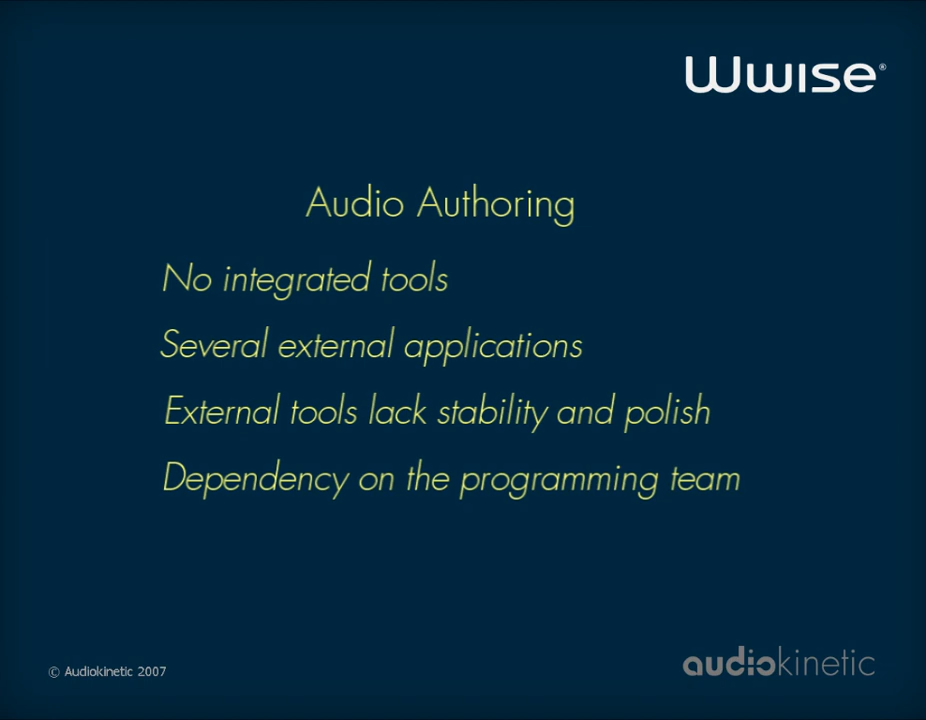 Wwise®
Audio Authoring
No integrated tools
Several external applications
External tools lack stability and polish
Dependency on the programming team
© Audiokinetic 2007
audiokinetic